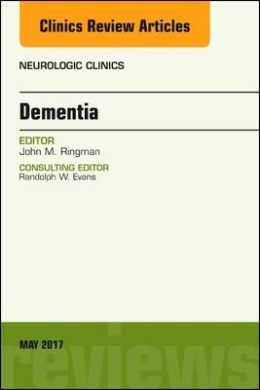 Clinics Review Articles
NEUROLOGIC CLINICS
Dementia
EDITOR
John M. Ringman
CONSULTING EDITOR
Randolph W. Evans
MAY 2017
reviews